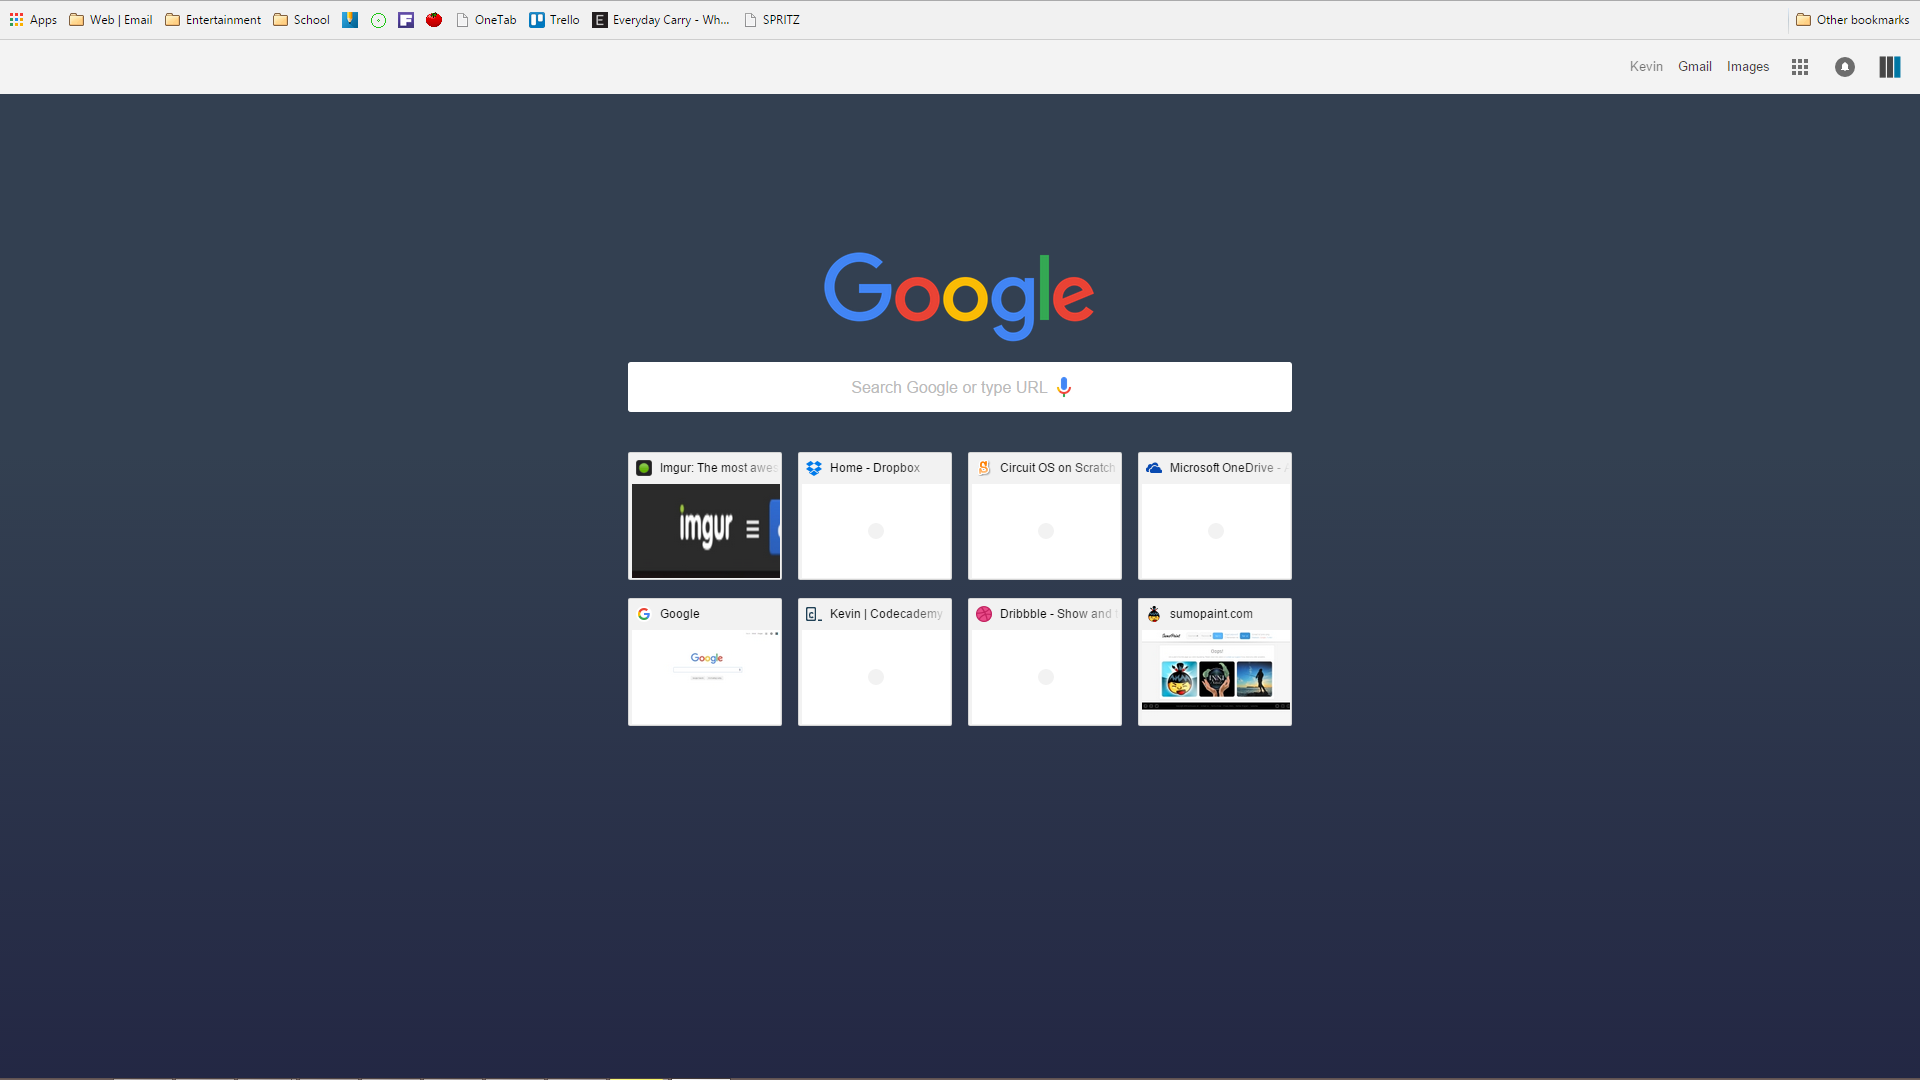 Apps Web | Email Entertainment School OneTab Trello Everyday Carry - Wh... SPRITZ Other bookmarks
Kevin Gmail Images
Google
Search Google or type URL
Imgur: The most awes Home - Dropbox Circuit OS on Scratch Microsoft OneDrive -
imgur
Google Kevin | Codecademy Dribbble - Show and sumopaint.com
Google
SumoPaint